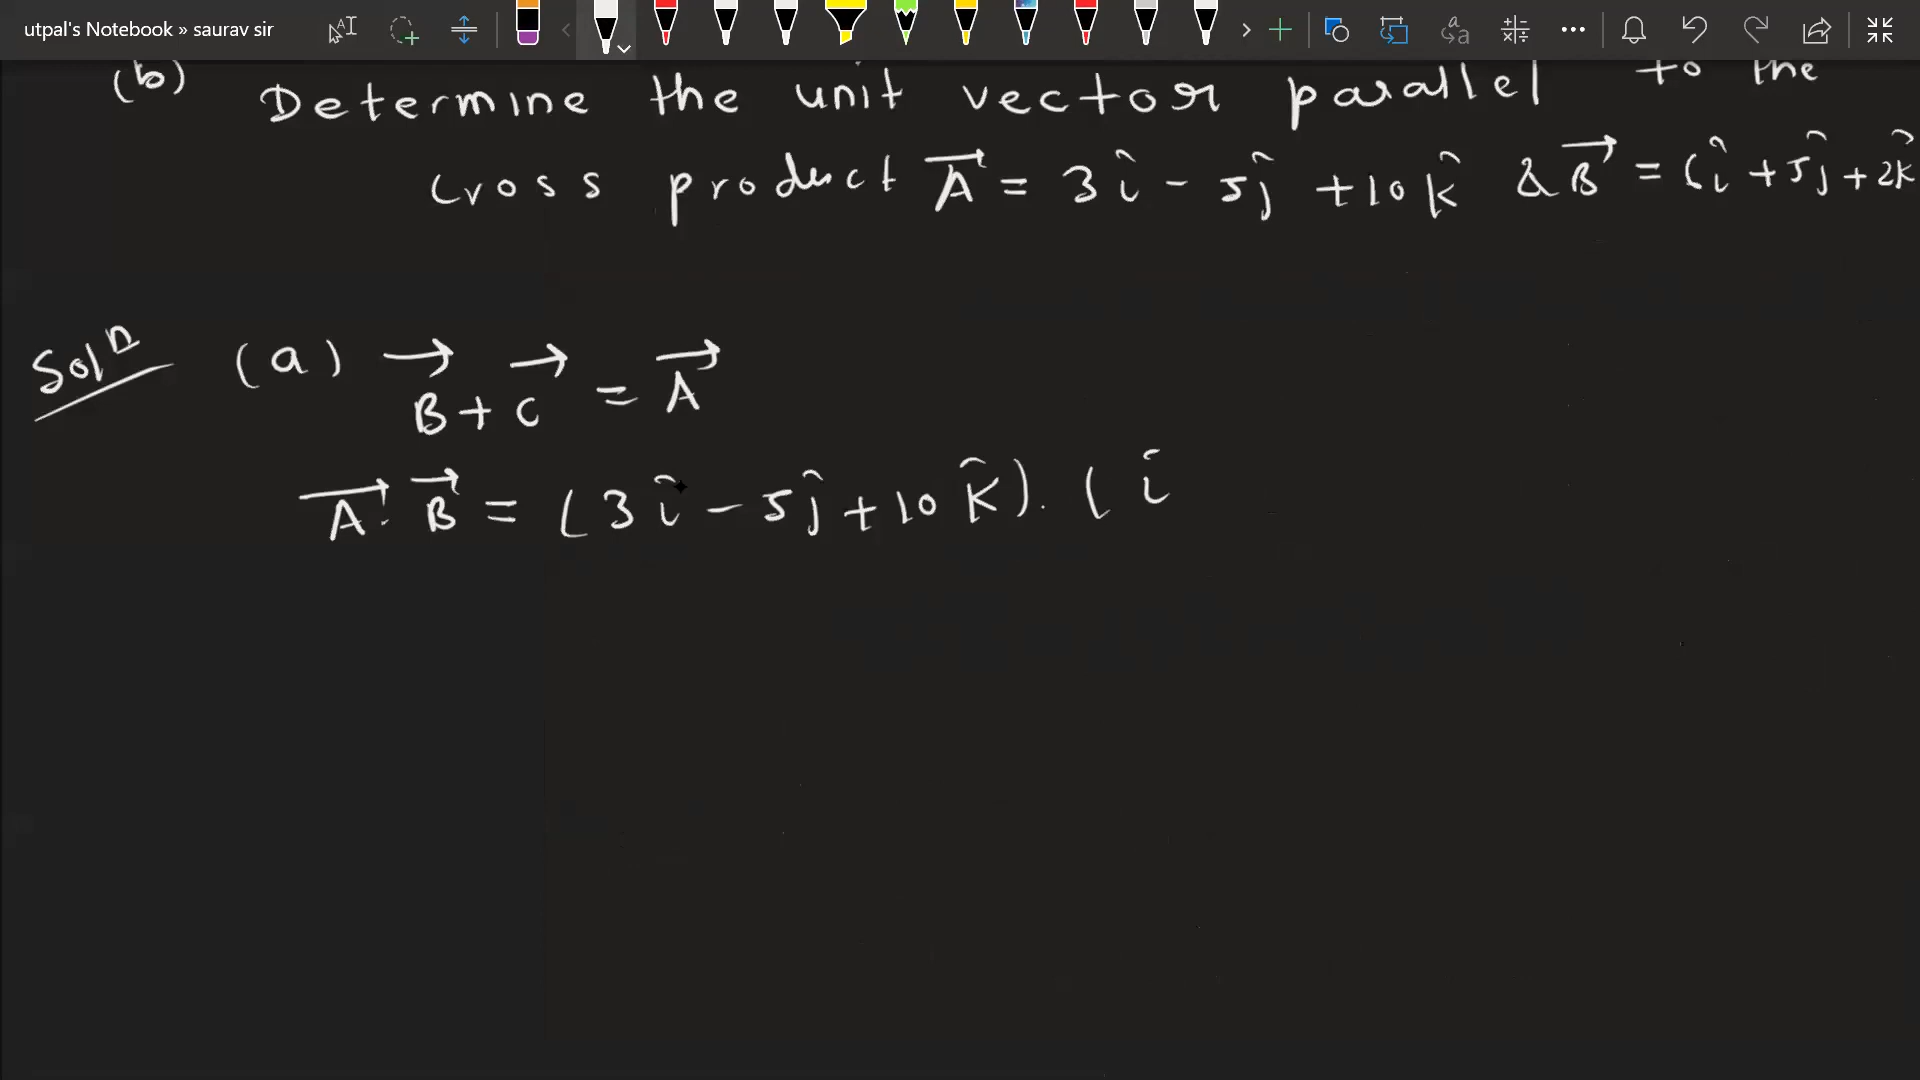 utpal's Notebook » saurav sir
(b) Determine the unit vector parallel to the
cross product A⃗ = 3î - 5ĵ + 10k̂ & B⃗ = (î + 5ĵ + 2k̂
Solⁿ (a) B⃗ + C⃗ = A⃗
A⃗ . B⃗ = (3î - 5ĵ + 10k̂) . (î